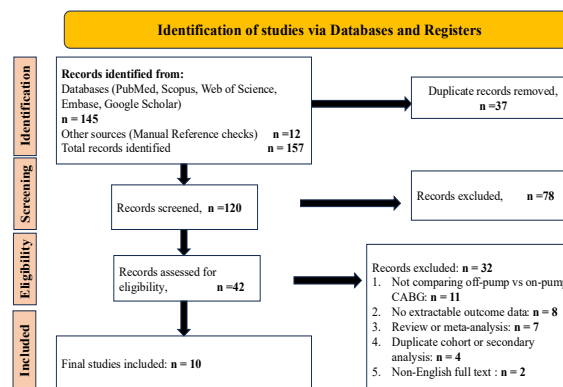 Identification of studies via Databases and Registers
Identification
Records identified from:
Databases (PubMed, Scopus, Web of Science,
Embase, Google Scholar)
n = 145
Other sources (Manual Reference checks) n =12
Total records identified n = 157
Duplicate records removed,
n =37
Screening
Records screened, n =120
Records excluded, n =78
Eligibility
Records assessed for
eligibility, n =42
Records excluded: n = 32
1. Not comparing off-pump vs on-pump
CABG: n = 11
2. No extractable outcome data: n = 8
3. Review or meta-analysis: n = 7
4. Duplicate cohort or secondary
analysis: n = 4
5. Non-English full text : n = 2
Included
Final studies included: n = 10